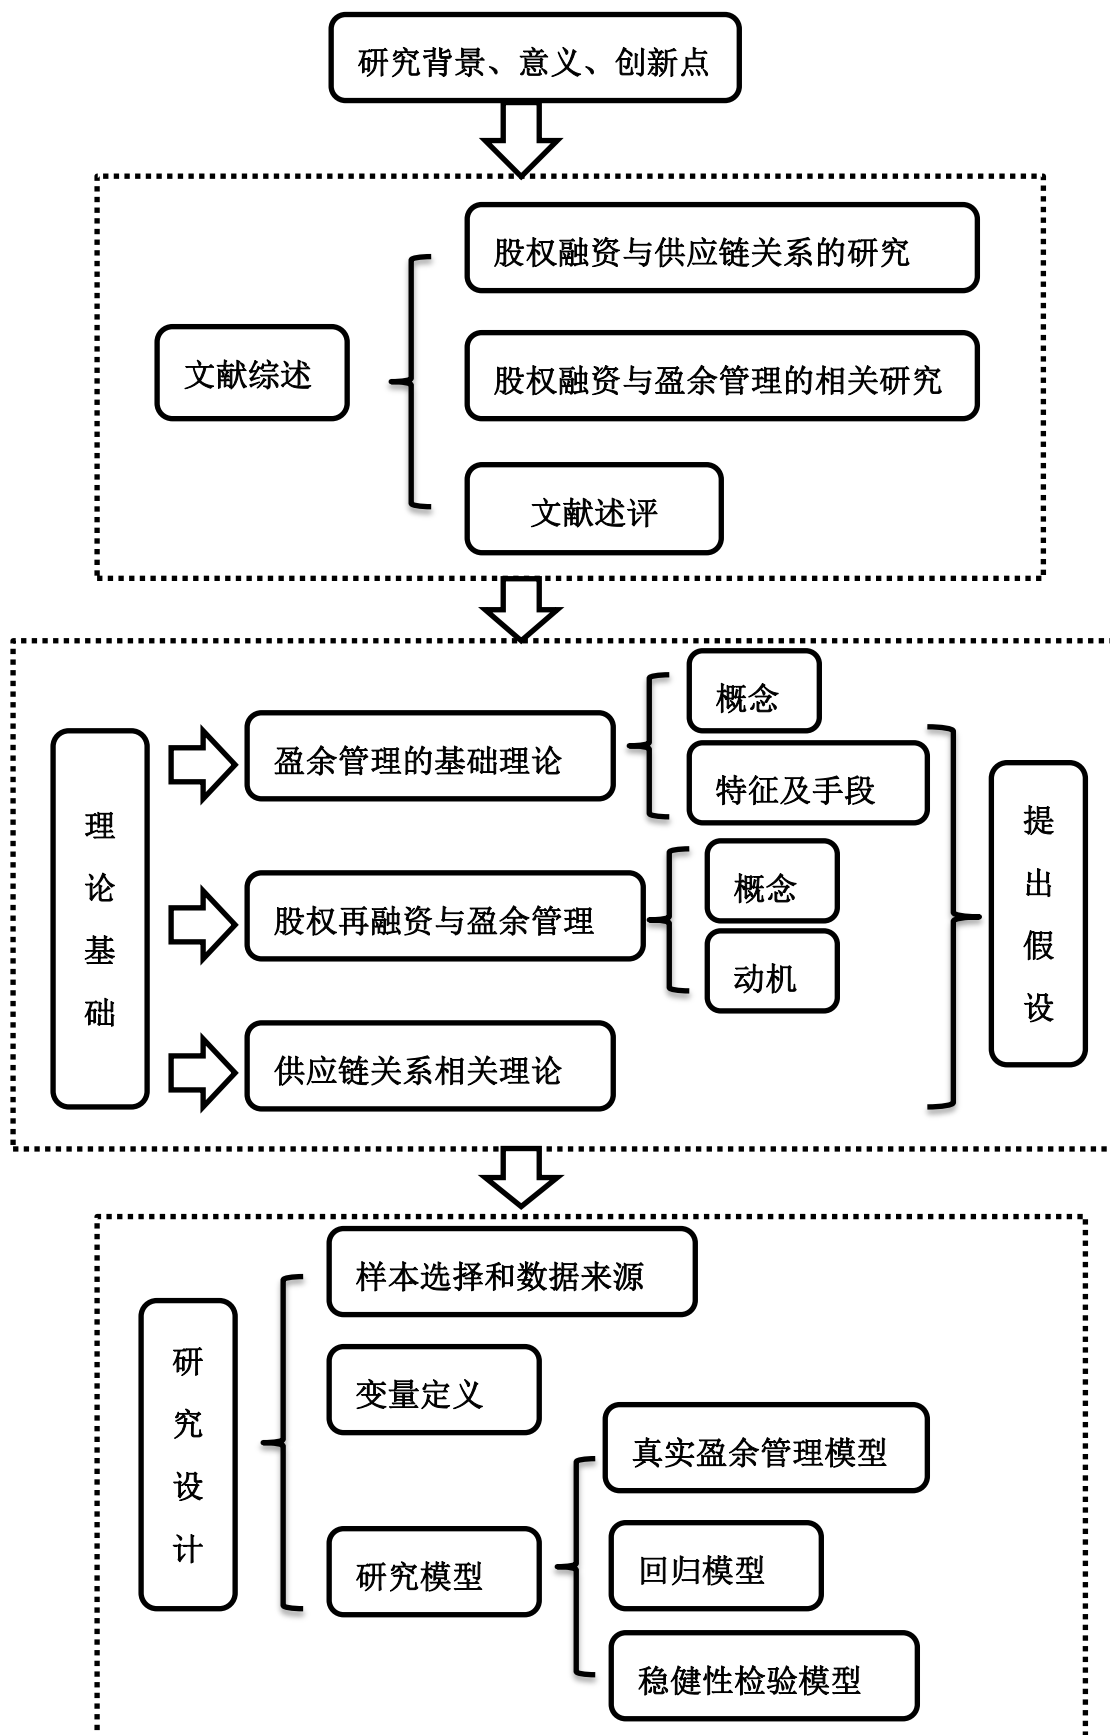 研究背景、意义、创新点
文献综述
股权融资与供应链关系的研究
股权融资与盈余管理的相关研究
文献述评
理论基础
盈余管理的基础理论
概念
特征及手段
股权再融资与盈余管理
概念
动机
供应链关系相关理论
提出假设
研究设计
样本选择和数据来源
变量定义
研究模型
真实盈余管理模型
回归模型
稳健性检验模型